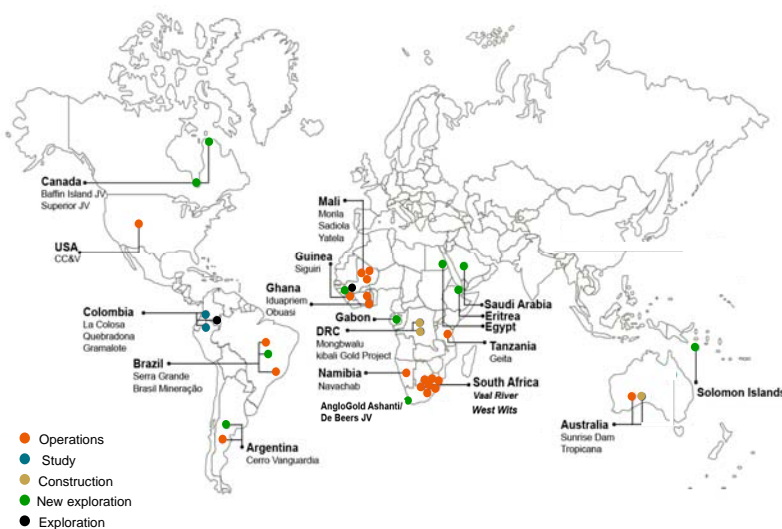 Canada
Baffin Island JV
Superior JV
USA
CC&V
Colombia
La Colosa
Quebradona
Gramalote
Brazil
Serra Grande
Brasil Mineração
Argentina
Cerro Vanguardia
Mali
Morila
Sadiola
Yatela
Guinea
Siguiri
Ghana
Iduapriem
Obuasi
Gabon
DRC
Mongbwalu
kibali Gold Project
Namibia
Navachab
AngloGold Ashanti/
De Beers JV
Saudi Arabia
Eritrea
Egypt
Tanzania
Geita
South Africa
Vaal River
West Wits
Solomon Islands
Australia
Sunrise Dam
Tropicana
Operations
Study
Construction
New exploration
Exploration